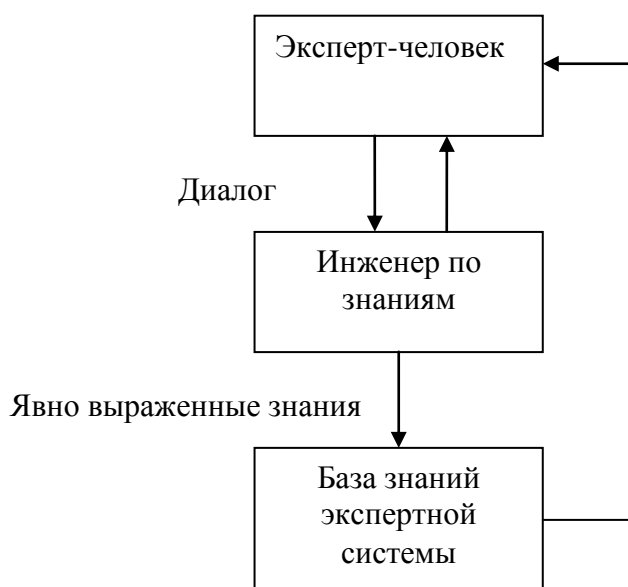 Эксперт-человек
Диалог
Инженер по
знаниям
Явно выраженные знания
База знаний
экспертной
системы